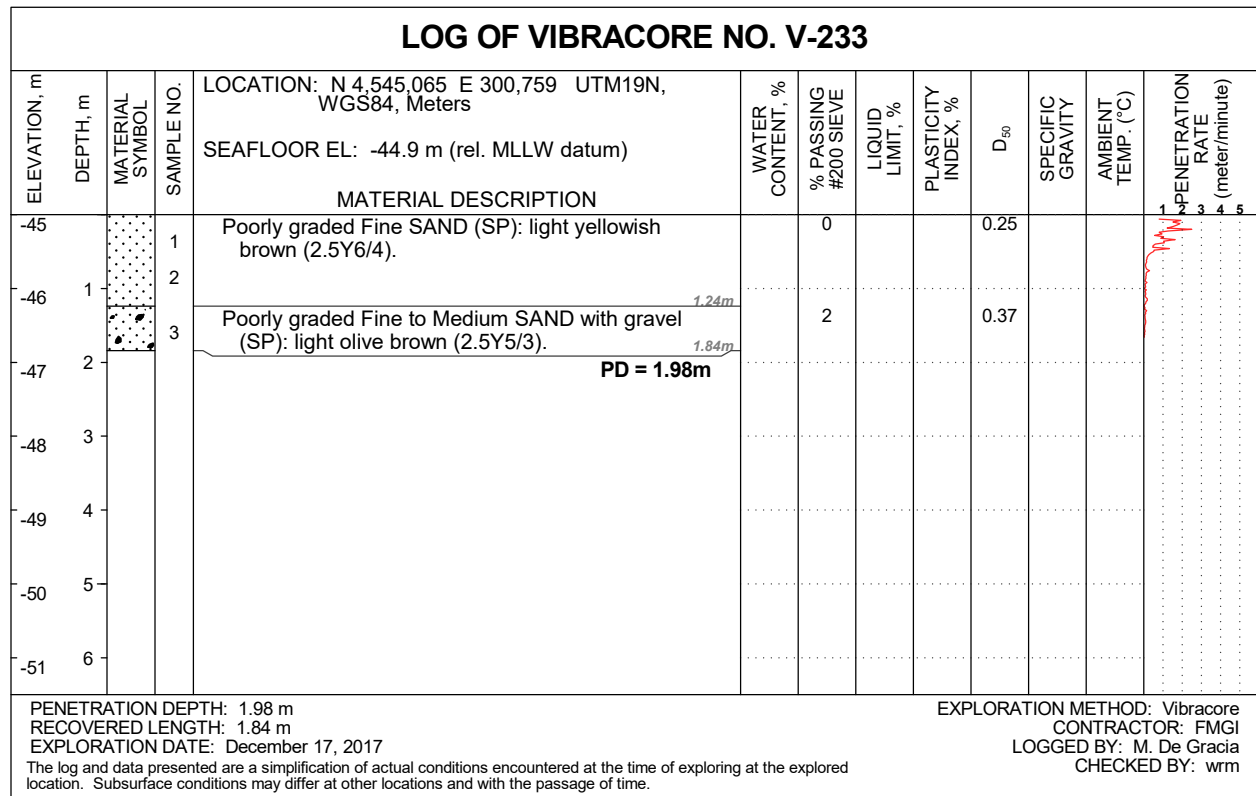 LOG OF VIBRACORE NO. V-233
ELEVATION, m
DEPTH, m
MATERIAL
SYMBOL
SAMPLE NO.
LOCATION: N 4,545,065 E 300,759 UTM19N,
WGS84, Meters
SEAFLOOR EL: -44.9 m (rel. MLLW datum)
MATERIAL DESCRIPTION
WATER
CONTENT, %
% PASSING
#200 SIEVE
LIQUID
LIMIT, %
PLASTICITY
INDEX, %
D50
SPECIFIC
GRAVITY
AMBIENT
TEMP. (°C)
PENETRATION
RATE
(meter/minute)
1 2 3 4 5
-45
1
Poorly graded Fine SAND (SP): light yellowish
brown (2.5Y6/4).
0
0.25
2
-46
1
1.24m
3
Poorly graded Fine to Medium SAND with gravel
(SP): light olive brown (2.5Y5/3).
2
0.37
1.84m
-47
2
PD = 1.98m
-48
3
-49
4
-50
5
-51
6
PENETRATION DEPTH: 1.98 m
RECOVERED LENGTH: 1.84 m
EXPLORATION DATE: December 17, 2017
The log and data presented are a simplification of actual conditions encountered at the time of exploring at the explored
location. Subsurface conditions may differ at other locations and with the passage of time.
EXPLORATION METHOD: Vibracore
CONTRACTOR: FMGI
LOGGED BY: M. De Gracia
CHECKED BY: wrm